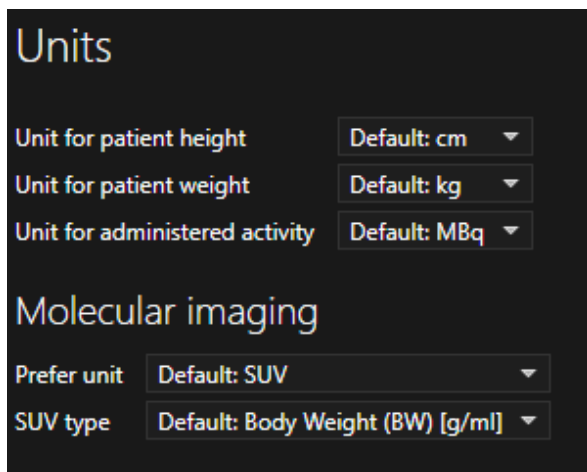 Units
Unit for patient height Default: cm
Unit for patient weight Default: kg
Unit for administered activity Default: MBq
Molecular imaging
Prefer unit Default: SUV
SUV type Default: Body Weight (BW) [g/ml]